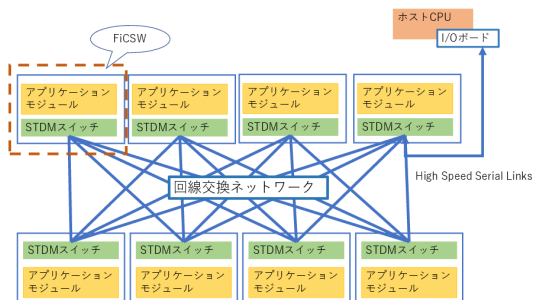 ホストCPU
I/Oボード
FiCSW
アプリケーション
モジュール
STDMスイッチ
アプリケーション
モジュール
STDMスイッチ
アプリケーション
モジュール
STDMスイッチ
アプリケーション
モジュール
STDMスイッチ
High Speed Serial Links
回線交換ネットワーク
STDMスイッチ
アプリケーション
モジュール
STDMスイッチ
アプリケーション
モジュール
STDMスイッチ
アプリケーション
モジュール
STDMスイッチ
アプリケーション
モジュール